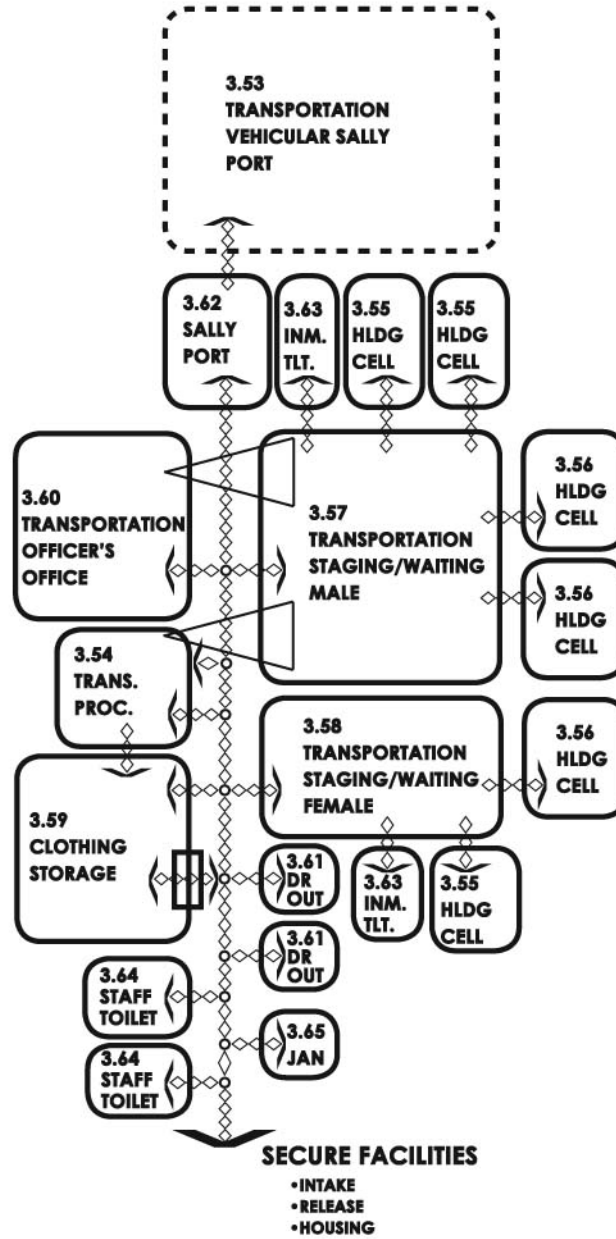 3.53
TRANSPORTATION
VEHICULAR SALLY
PORT
3.62
SALLY
PORT
3.63
INM.
TLT.
3.55
HLDG
CELL
3.55
HLDG
CELL
3.60
TRANSPORTATION
OFFICER'S
OFFICE
3.57
TRANSPORTATION
STAGING/WAITING
MALE
3.56
HLDG
CELL
3.56
HLDG
CELL
3.54
TRANS.
PROC.
3.58
TRANSPORTATION
STAGING/WAITING
FEMALE
3.56
HLDG
CELL
3.59
CLOTHING
STORAGE
3.61
DR
OUT
3.63
INM.
TLT.
3.55
HLDG
CELL
3.61
DR
OUT
3.64
STAFF
TOILET
3.65
JAN
3.64
STAFF
TOILET
SECURE FACILITIES
•INTAKE
•RELEASE
•HOUSING